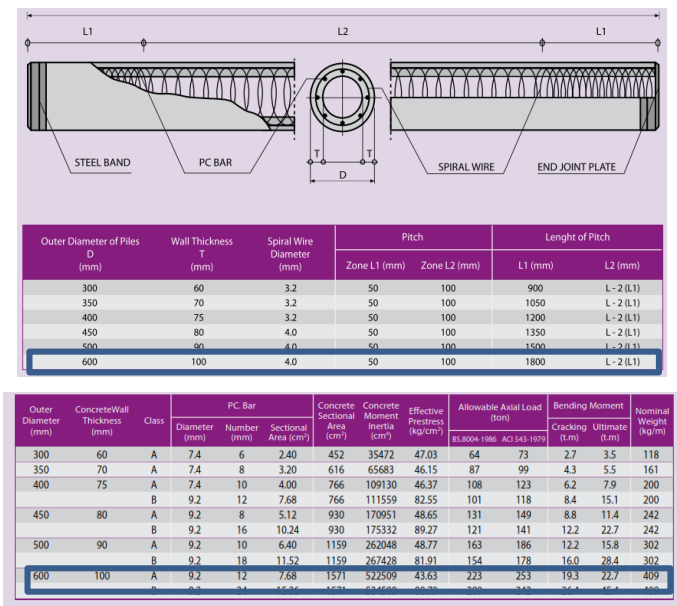 L1 L2 L1
STEEL BAND PC BAR T T SPIRAL WIRE END JOINT PLATE
D
Outer Diameter of Piles D (mm) Wall Thickness T (mm) Spiral Wire Diameter (mm) Pitch Lenght of Pitch
Zone L1 (mm) Zone L2 (mm) L1 (mm) L2 (mm)
300 60 3.2 50 100 900 L - 2 (L1)
350 70 3.2 50 100 1050 L - 2 (L1)
400 75 3.2 50 100 1200 L - 2 (L1)
450 80 4.0 50 100 1350 L - 2 (L1)
500 90 4.0 50 100 1500 L - 2 (L1)
600 100 4.0 50 100 1800 L - 2 (L1)
Outer Diameter (mm) ConcreteWall Thickness (mm) Class PC. Bar Concrete Sectional Area (cm²) Concrete Moment Inertia (cm⁴) Effective Prestress (kg/cm²) Allowable Axial Load (ton) Bending Moment Nominal Weight (kg/m)
Diameter (mm) Number (mm) Sectional Area (cm²) BS.8004-1986 ACI 543-1979 Cracking (t.m) Ultimate (t.m)
300 60 A 7.4 6 2.40 452 35472 47.03 64 73 2.7 3.5 118
350 70 A 7.4 8 3.20 616 65683 46.15 87 99 4.3 5.5 161
400 75 A 7.4 10 4.00 766 109130 46.37 108 123 6.2 7.9 200
B 9.2 12 7.68 766 111559 82.55 101 118 8.4 15.1 200
450 80 A 9.2 8 5.12 930 170951 48.65 131 149 8.8 11.4 242
B 9.2 16 10.24 930 175332 89.27 121 141 12.2 22.7 242
500 90 A 9.2 10 6.40 1159 262048 48.77 163 186 12.2 15.8 302
B 9.2 18 11.52 1159 267428 81.91 154 178 16.0 28.4 302
600 100 A 9.2 12 7.68 1571 522509 43.63 223 253 19.3 22.7 409
B